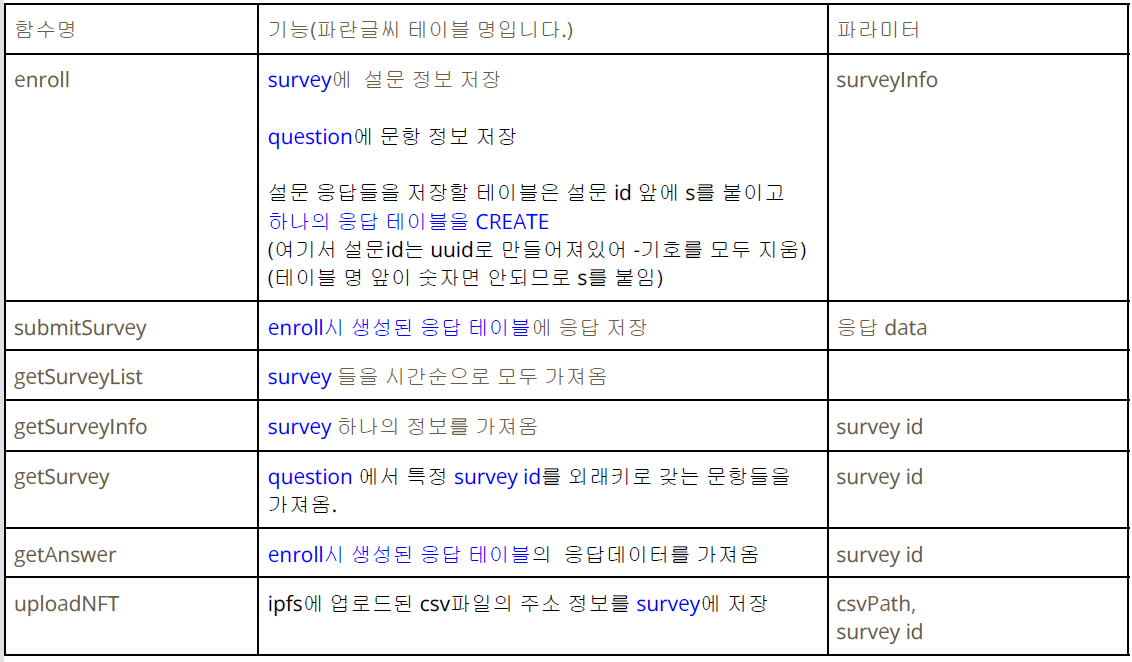 함수명
기능(파란글씨 테이블 명입니다.)
파라미터
enroll
survey에 설문 정보 저장
question에 문항 정보 저장
설문 응답들을 저장할 테이블은 설문 id 앞에 s를 붙이고
하나의 응답 테이블을 CREATE
(여기서 설문id는 uuid로 만들어져있어 -기호를 모두 지움)
(테이블 명 앞이 숫자면 안되므로 s를 붙임)
surveyInfo
submitSurvey
enroll시 생성된 응답 테이블에 응답 저장
응답 data
getSurveyList
survey 들을 시간순으로 모두 가져옴
getSurveyInfo
survey 하나의 정보를 가져옴
survey id
getSurvey
question 에서 특정 survey id를 외래키로 갖는 문항들을
가져옴.
survey id
getAnswer
enroll시 생성된 응답 테이블의 응답데이터를 가져옴
survey id
uploadNFT
ipfs에 업로드된 csv파일의 주소 정보를 survey에 저장
csvPath,
survey id